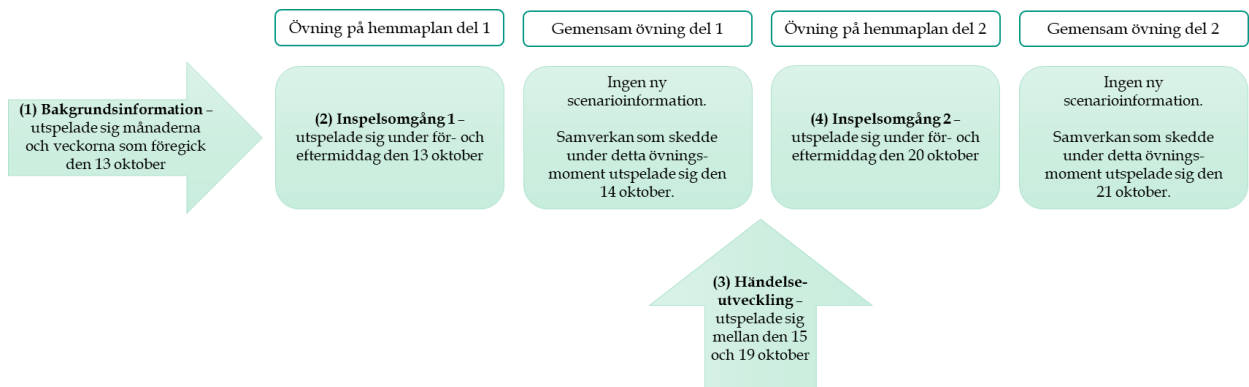 Övning på hemmaplan del 1
Gemensam övning del 1
Övning på hemmaplan del 2
Gemensam övning del 2
(1) Bakgrundsinformation –
utspelade sig månaderna
och veckorna som föregick
den 13 oktober
(2) Inspelsomgång 1 –
utspelade sig under för- och
eftermiddag den 13 oktober
Ingen ny
scenarioinformation.
Samverkan som skedde
under detta övnings-
moment utspelade sig den
14 oktober.
(4) Inspelsomgång 2 –
utspelade sig under för- och
eftermiddag den 20 oktober
Ingen ny
scenarioinformation.
Samverkan som skedde
under detta övnings-
moment utspelade sig den
21 oktober.
(3) Händelse-
utveckling –
utspelade sig
mellan den 15
och 19 oktober